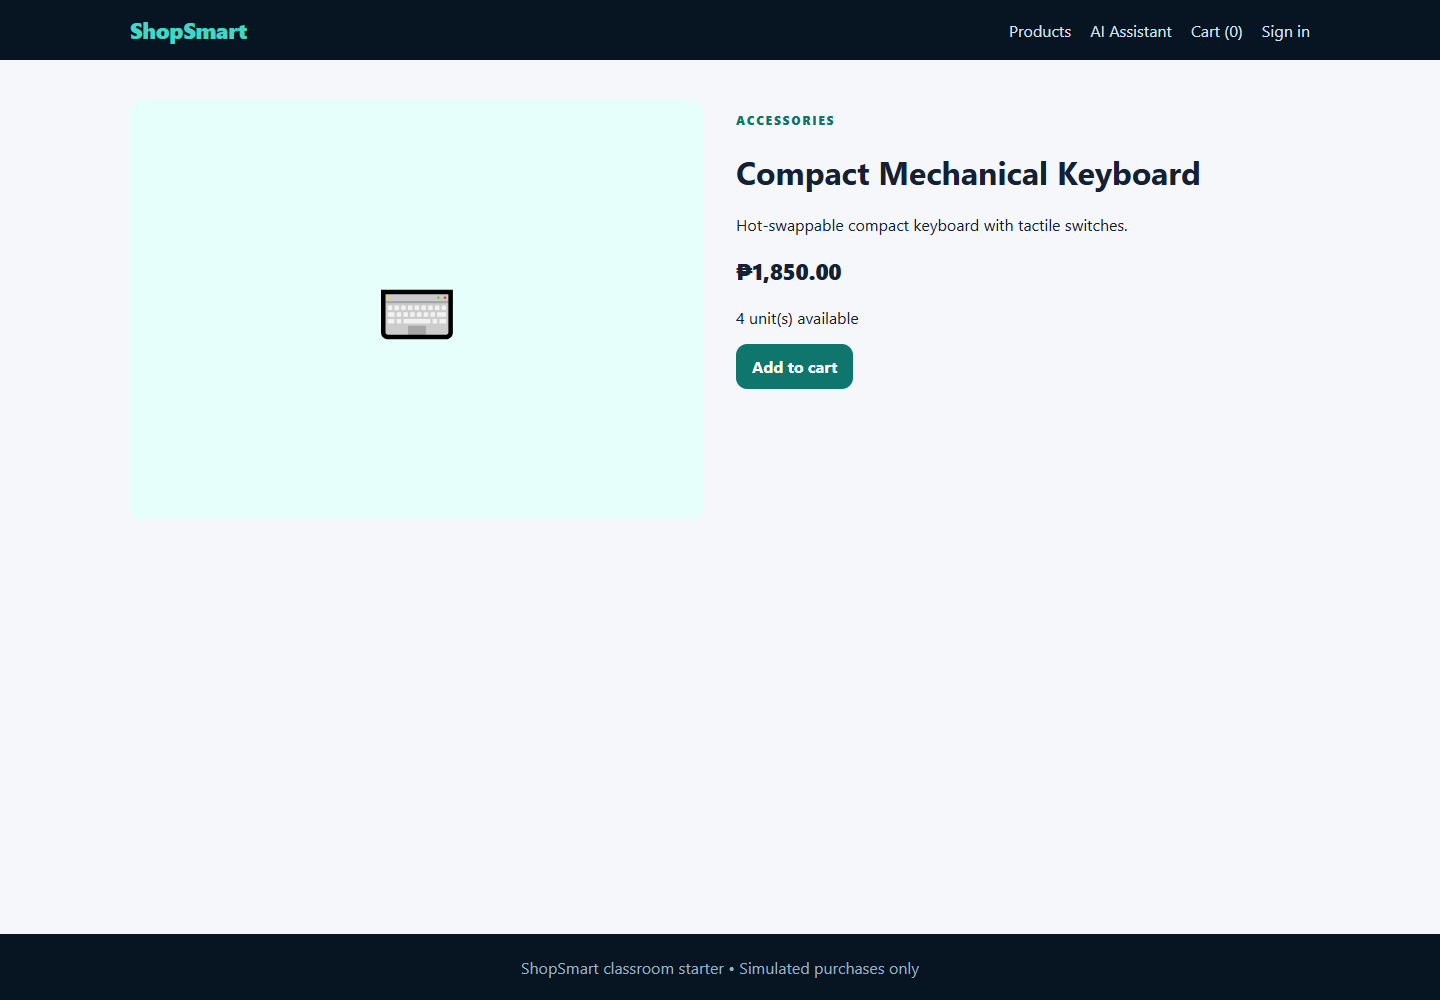 ShopSmart
Products AI Assistant Cart (0) Sign in
ACCESSORIES
Compact Mechanical Keyboard
Hot-swappable compact keyboard with tactile switches.
₱1,850.00
4 unit(s) available
Add to cart
ShopSmart classroom starter • Simulated purchases only